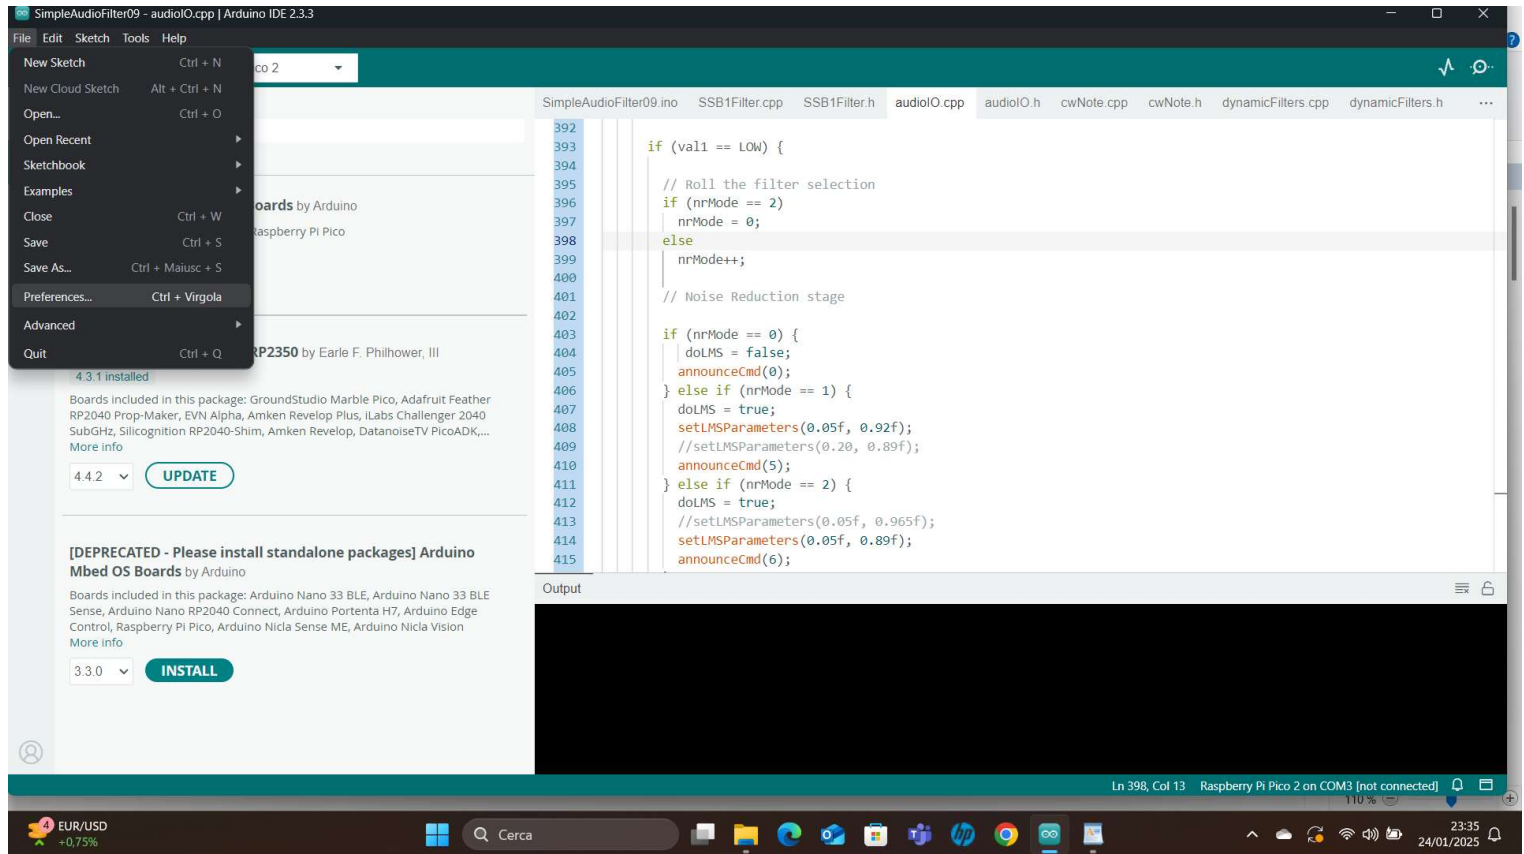 SimpleAudioFilter09 - audioIO.cpp | Arduino IDE 2.3.3
File Edit Sketch Tools Help
New Sketch Ctrl + N
New Cloud Sketch Alt + Ctrl + N
Open... Ctrl + O
Open Recent
Sketchbook
Examples
Close Ctrl + W
Save Ctrl + S
Save As... Ctrl + Maiusc + S
Preferences... Ctrl + Virgola
Advanced
Quit Ctrl + Q
co 2
oards by Arduino
Raspberry Pi Pico
RP2350 by Earle F. Philhower, III
4.3.1 installed
Boards included in this package: GroundStudio Marble Pico, Adafruit Feather
RP2040 Prop-Maker, EVN Alpha, Amken Revelop Plus, iLabs Challenger 2040
SubGHz, Silicognition RP2040-Shim, Amken Revelop, DatanoiseTV PicoADK,...
More info
4.4.2 UPDATE
[DEPRECATED - Please install standalone packages] Arduino
Mbed OS Boards by Arduino
Boards included in this package: Arduino Nano 33 BLE, Arduino Nano 33 BLE
Sense, Arduino Nano RP2040 Connect, Arduino Portenta H7, Arduino Edge
Control, Raspberry Pi Pico, Arduino Nicla Sense ME, Arduino Nicla Vision
More info
3.3.0 INSTALL
SimpleAudioFilter09.ino SSB1Filter.cpp SSB1Filter.h audioIO.cpp audioIO.h cwNote.cpp cwNote.h dynamicFilters.cpp dynamicFilters.h ...
392
393 if (val1 == LOW) {
394
395 // Roll the filter selection
396 if (nrMode == 2)
397 nrMode = 0;
398 else
399 nrMode++;
400
401 // Noise Reduction stage
402
403 if (nrMode == 0) {
404 doLMS = false;
405 announceCmd(0);
406 } else if (nrMode == 1) {
407 doLMS = true;
408 setLMSParameters(0.05f, 0.92f);
409 //setLMSParameters(0.20, 0.89f);
410 announceCmd(5);
411 } else if (nrMode == 2) {
412 doLMS = true;
413 //setLMSParameters(0.05f, 0.965f);
414 setLMSParameters(0.05f, 0.89f);
415 announceCmd(6);
Output
Ln 398, Col 13 Raspberry Pi Pico 2 on COM3 [not connected]
110 %
4 EUR/USD
+0,75%
Cerca
23:35
24/01/2025